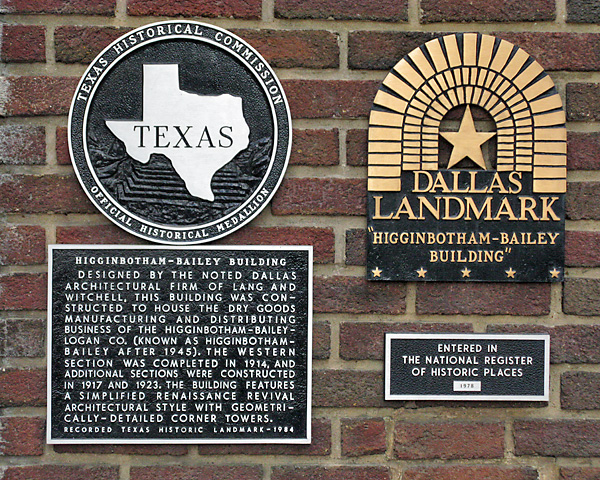 TEXAS HISTORICAL COMMISSION
TEXAS
OFFICIAL HISTORICAL MEDALLION
HIGGINBOTHAM-BAILEY BUILDING
DESIGNED BY THE NOTED DALLAS
ARCHITECTURAL FIRM OF LANG AND
WITCHELL, THIS BUILDING WAS CON-
STRUCTED TO HOUSE THE DRY GOODS
MANUFACTURING AND DISTRIBUTING
BUSINESS OF THE HIGGINBOTHAM-BAILEY-
LOGAN CO. (KNOWN AS HIGGINBOTHAM-
BAILEY AFTER 1945). THE WESTERN
SECTION WAS COMPLETED IN 1914, AND
ADDITIONAL SECTIONS WERE CONSTRUCTED
IN 1917 AND 1923. THE BUILDING FEATURES
A SIMPLIFIED RENAISSANCE REVIVAL
ARCHITECTURAL STYLE WITH GEOMETRI-
CALLY-DETAILED CORNER TOWERS.
RECORDED TEXAS HISTORIC LANDMARK-1984
DALLAS
LANDMARK
"HIGGINBOTHAM-BAILEY
BUILDING"
ENTERED IN
THE NATIONAL REGISTER
OF HISTORIC PLACES
1978